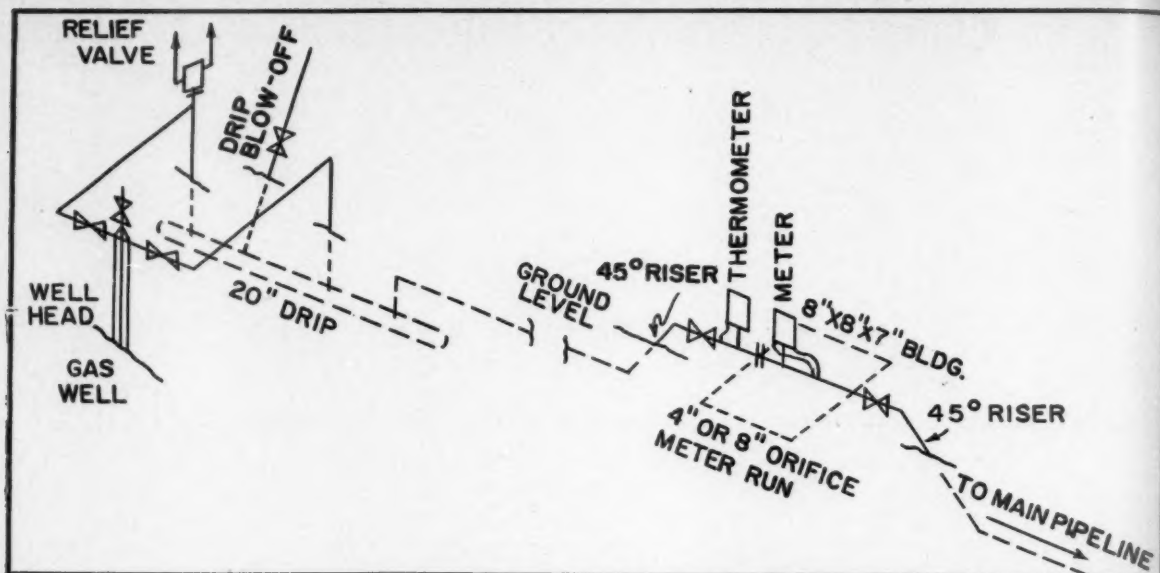 RELIEF
VALVE
DRIP
BLOW-OFF
WELL
HEAD
GAS
WELL
20" DRIP
GROUND
LEVEL
45° RISER
THERMOMETER
METER
8"X8"X7" BLDG.
4" OR 8" ORIFICE
METER RUN
45° RISER
TO MAIN PIPELINE